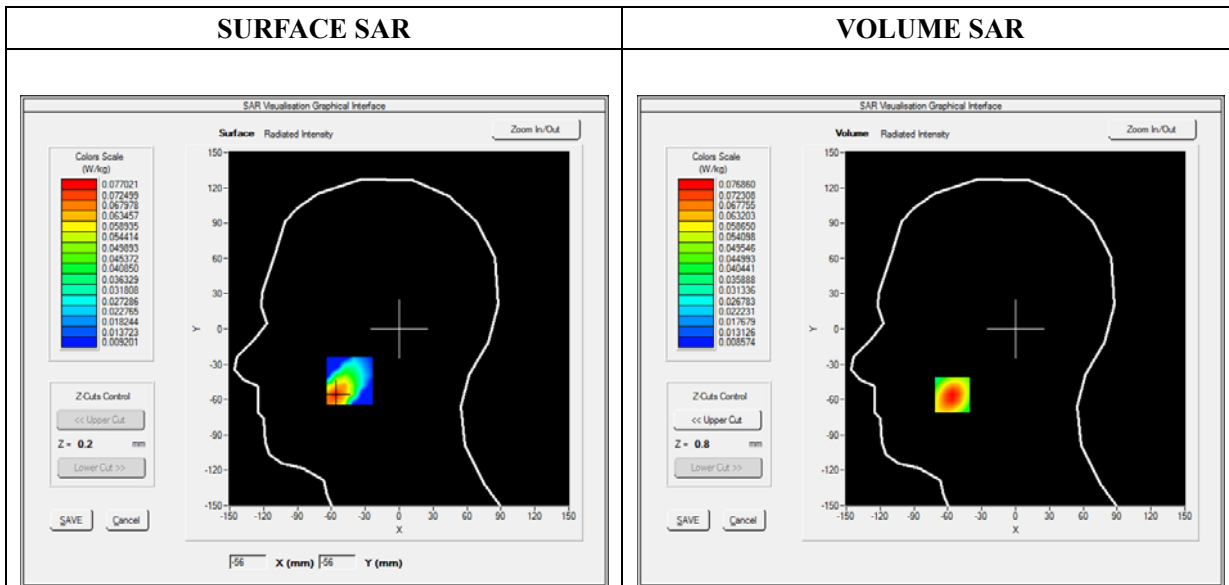 SURFACE SAR
VOLUME SAR
SAR Visualisation Graphical Interface
Surface Radiated Intensity
Zoom In/Out
Colors Scale
(W/kg)
0.077021
0.072499
0.067978
0.063457
0.058935
0.054414
0.049893
0.045372
0.040850
0.036329
0.031808
0.027286
0.022765
0.018244
0.013723
0.009201
Z-Cuts Control
<< Upper Cut
Z = 0.2 mm
Lower Cut >>
SAVE Cancel
150
120
90
60
30
0
-30
-60
-90
-120
-150
Y
-150 -120 -90 -60 -30 0 30 60 90 120 150
X
-56 X (mm) -56 Y (mm)
SAR Visualisation Graphical Interface
Volume Radiated Intensity
Zoom In/Out
Colors Scale
(W/kg)
0.076860
0.072308
0.067755
0.063203
0.058650
0.054098
0.049546
0.044993
0.040441
0.035888
0.031336
0.026783
0.022231
0.017679
0.013126
0.008574
Z-Cuts Control
<< Upper Cut
Z = 0.8 mm
Lower Cut >>
SAVE Cancel
150
120
90
60
30
0
-30
-60
-90
-120
-150
Y
-150 -120 -90 -60 -30 0 30 60 90 120 150
X